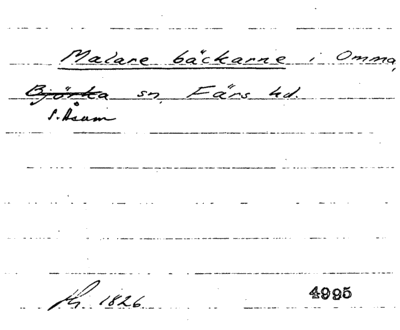 Malare bäckarne i Omma,
Björka sn, Färs hd.
S. Åsum
1826 4995